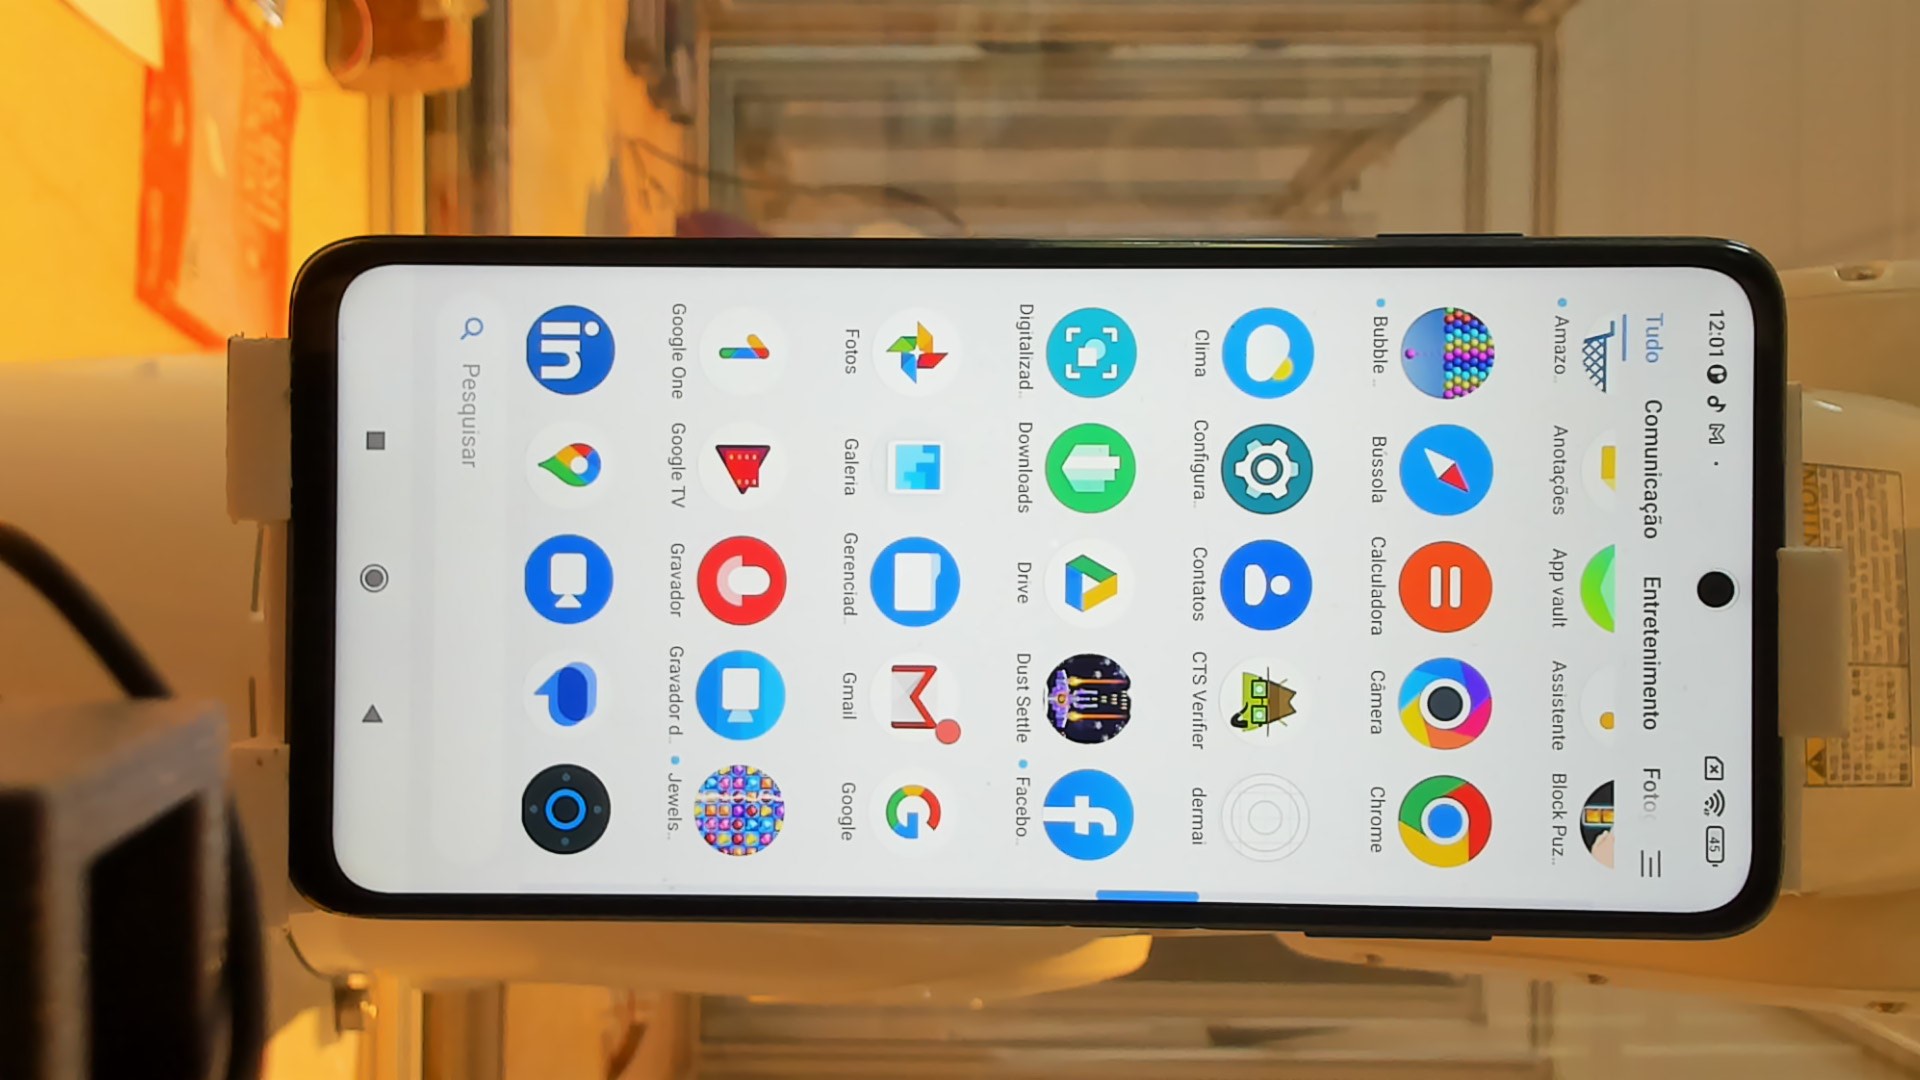 12:01 45
Tudo Comunicação Entretenimento Foto
Amazo.. Anotações App vault Assistente Block Puz..
Bubble .. Bússola Calculadora Câmera Chrome
Clima Configura.. Contatos CTS Verifier dermai
Digitalizad.. Downloads Drive Dust Settle Facebo..
Fotos Galeria Gerenciad.. Gmail Google
Google One Google TV Gravador Gravador d.. Jewels..
in
Pesquisar